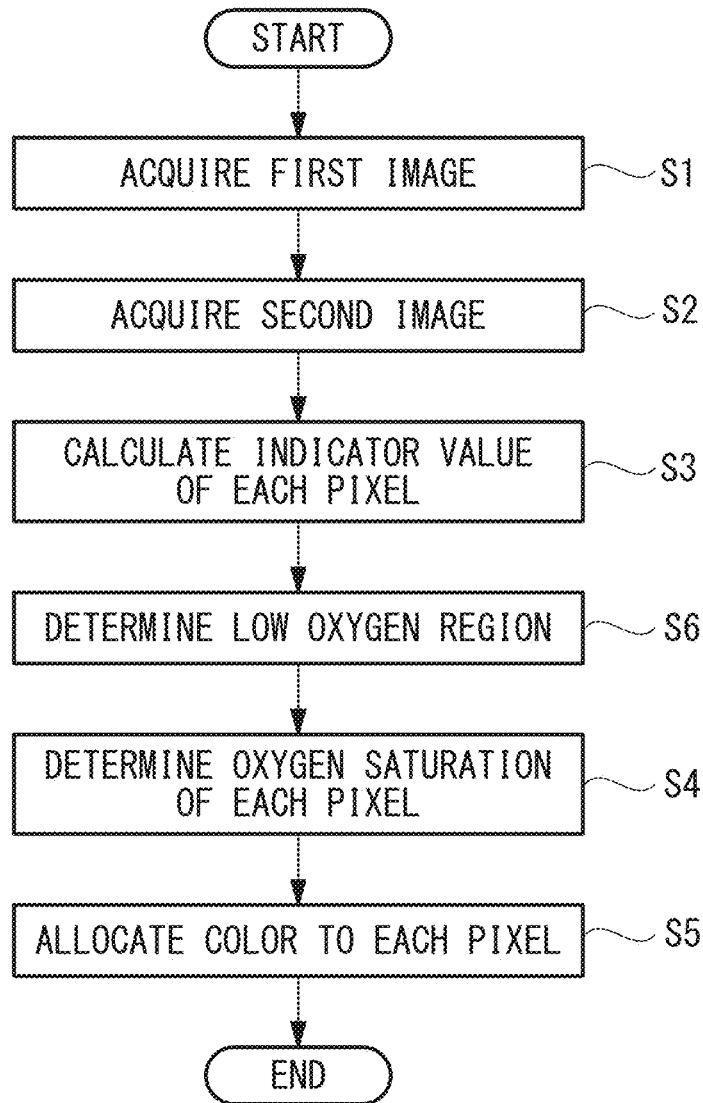 START
ACQUIRE FIRST IMAGE
S1
ACQUIRE SECOND IMAGE
S2
CALCULATE INDICATOR VALUE
OF EACH PIXEL
S3
DETERMINE LOW OXYGEN REGION
S6
DETERMINE OXYGEN SATURATION
OF EACH PIXEL
S4
ALLOCATE COLOR TO EACH PIXEL
S5
END